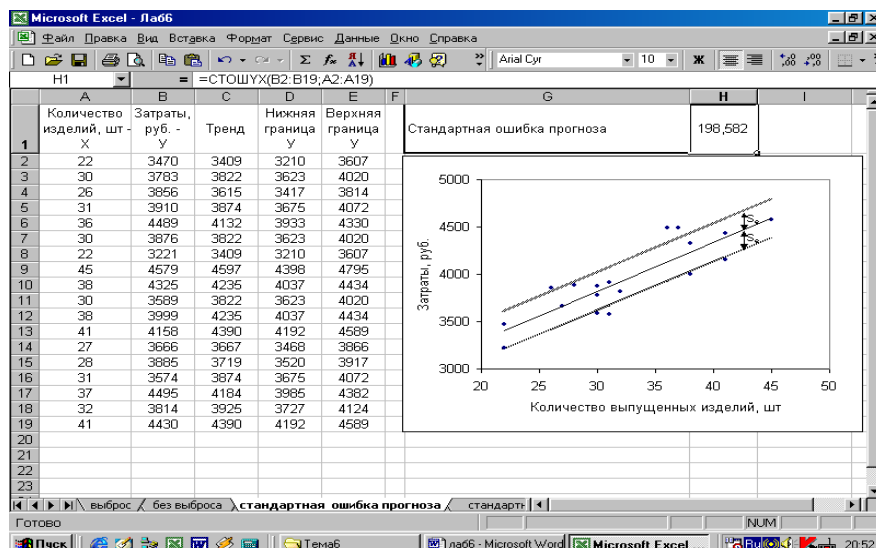 Microsoft Excel - Лаб6
Файл Правка Вид Вставка Формат Сервис Данные Окно Справка
Arial Cyr 10 Ж
H1 = =СТОШYX(B2:B19;A2:A19)
A B C D E F G H I
1 Количество изделий, шт - X Затраты, руб. - У Тренд Нижняя граница У Верхняя граница У Стандартная ошибка прогноза 198,582
2 22 3470 3409 3210 3607
3 30 3783 3822 3623 4020
4 26 3856 3615 3417 3814
5 31 3910 3874 3675 4072
6 36 4489 4132 3933 4330
7 30 3876 3822 3623 4020
8 22 3221 3409 3210 3607
9 45 4579 4597 4398 4795
10 38 4325 4235 4037 4434
11 30 3589 3822 3623 4020
12 38 3999 4235 4037 4434
13 41 4158 4390 4192 4589
14 27 3666 3667 3468 3866
15 28 3885 3719 3520 3917
16 31 3574 3874 3675 4072
17 37 4495 4184 3985 4382
18 32 3814 3925 3727 4124
19 41 4430 4390 4192 4589
20
21
22
23
5000
4500
4000
3500
3000
Затраты, руб.
20 25 30 35 40 45 50
Количество выпущенных изделий, шт
выброс без выброса стандартная ошибка прогноза стандартн
Готово NUM
Пуск Тема6 лаб6 - Microsoft Word Microsoft Excel ... Ru 20:52